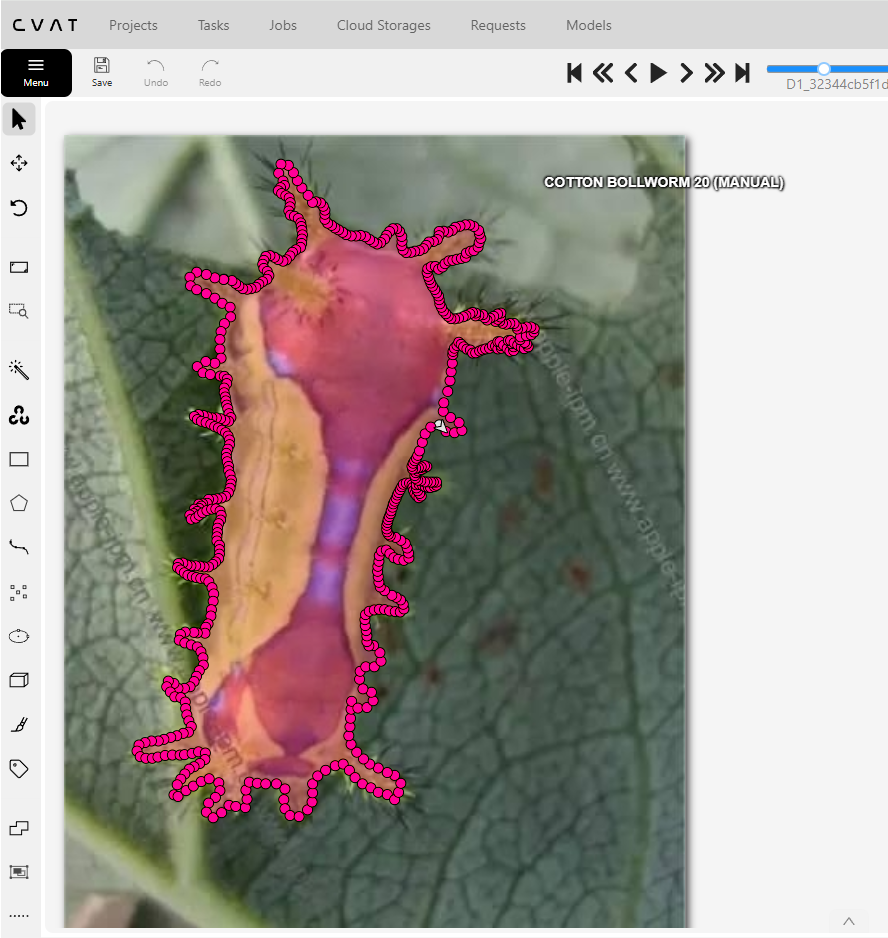 CVAT
Projects
Tasks
Jobs
Cloud Storages
Requests
Models
Menu
Save
Undo
Redo
D1_32344cb5f1d
COTTON BOLLWORM 20 (MANUAL)
apple-ipm.cn www.apple-ip
apple-ipm.cn www.apple-ipm.